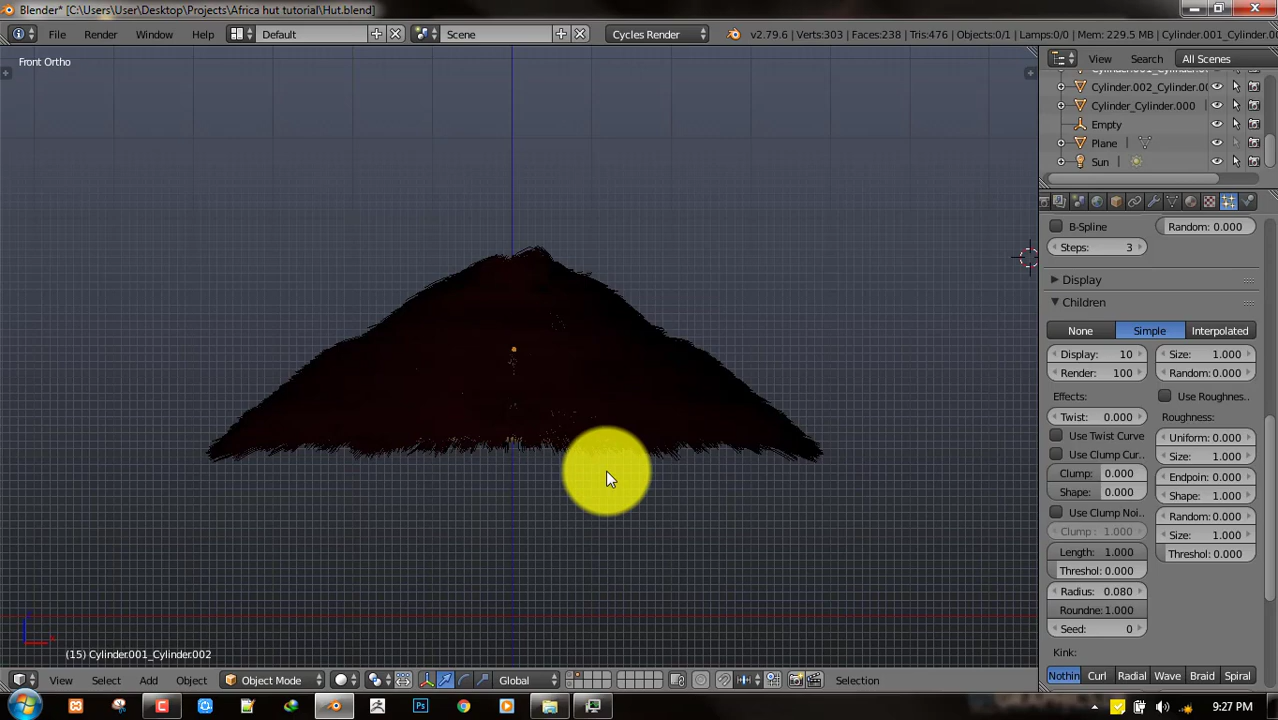 Blender* [C:\Users\User\Desktop\Projects\Africa hut tutorial\Hut.blend]
File Render Window Help Default Scene Cycles Render v2.79.6 | Verts:303 | Faces:238 | Tris:476 | Objects:0/1 | Lamps:0/0 | Mem: 229.5 MB | Cylinder.001_Cylinder.00
View Search All Scenes
Front Ortho
Cylinder.001_Cylinder.00
Cylinder.002_Cylinder.00
Cylinder_Cylinder.000
Empty
Plane
Sun
B-Spline Random: 0.000
Steps: 3
Display
Children
None Simple Interpolated
Display: 10 Size: 1.000
Render: 100 Random: 0.000
Effects: Use Roughnes..
Twist: 0.000 Roughness:
Use Twist Curve Uniform: 0.000
Use Clump Cur.. Size: 1.000
Clump: 0.000 Endpoin: 0.000
Shape: 0.000 Shape: 1.000
Use Clump Noi.. Random: 0.000
Clump : 1.000 Size: 1.000
Length: 1.000 Threshol: 0.000
Threshol: 0.000
Radius: 0.080
Roundne: 1.000
Seed: 0
Kink:
Nothin Curl Radial Wave Braid Spiral
(15) Cylinder.001_Cylinder.002
View Select Add Object Object Mode Global Selection
9:27 PM